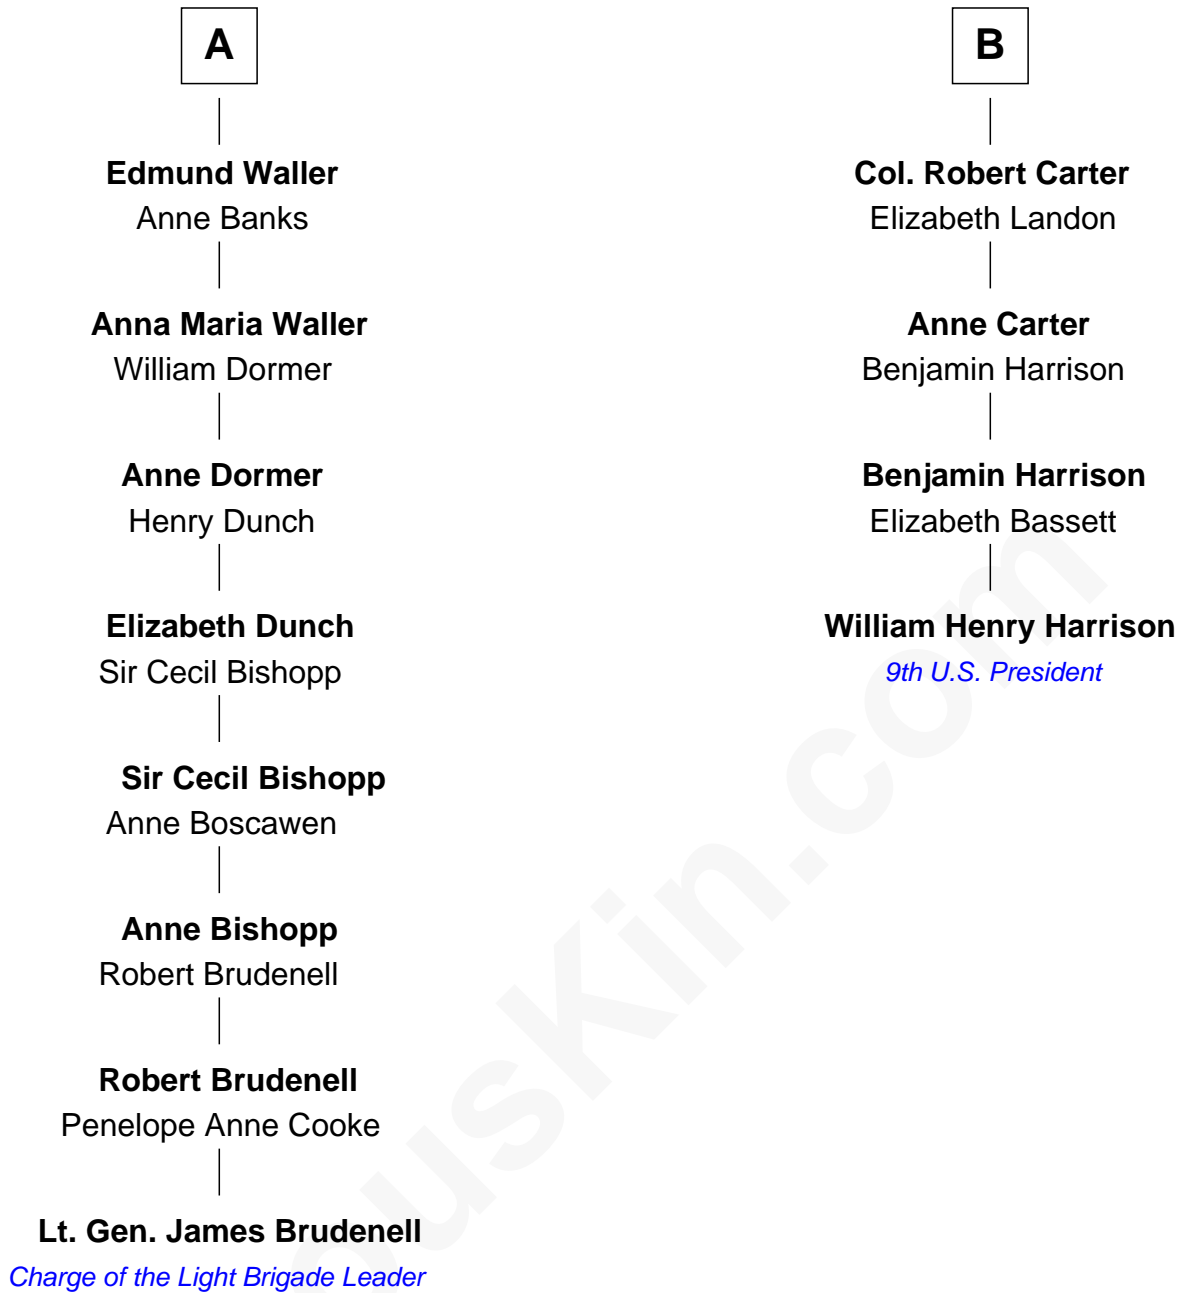 A
Edmund Waller
Anne Banks
Anna Maria Waller
William Dormer
Anne Dormer
Henry Dunch
Elizabeth Dunch
Sir Cecil Bishopp
Sir Cecil Bishopp
Anne Boscawen
Anne Bishopp
Robert Brudenell
Robert Brudenell
Penelope Anne Cooke
Lt. Gen. James Brudenell
Charge of the Light Brigade Leader
B
Col. Robert Carter
Elizabeth Landon
Anne Carter
Benjamin Harrison
Benjamin Harrison
Elizabeth Bassett
William Henry Harrison
9th U.S. President